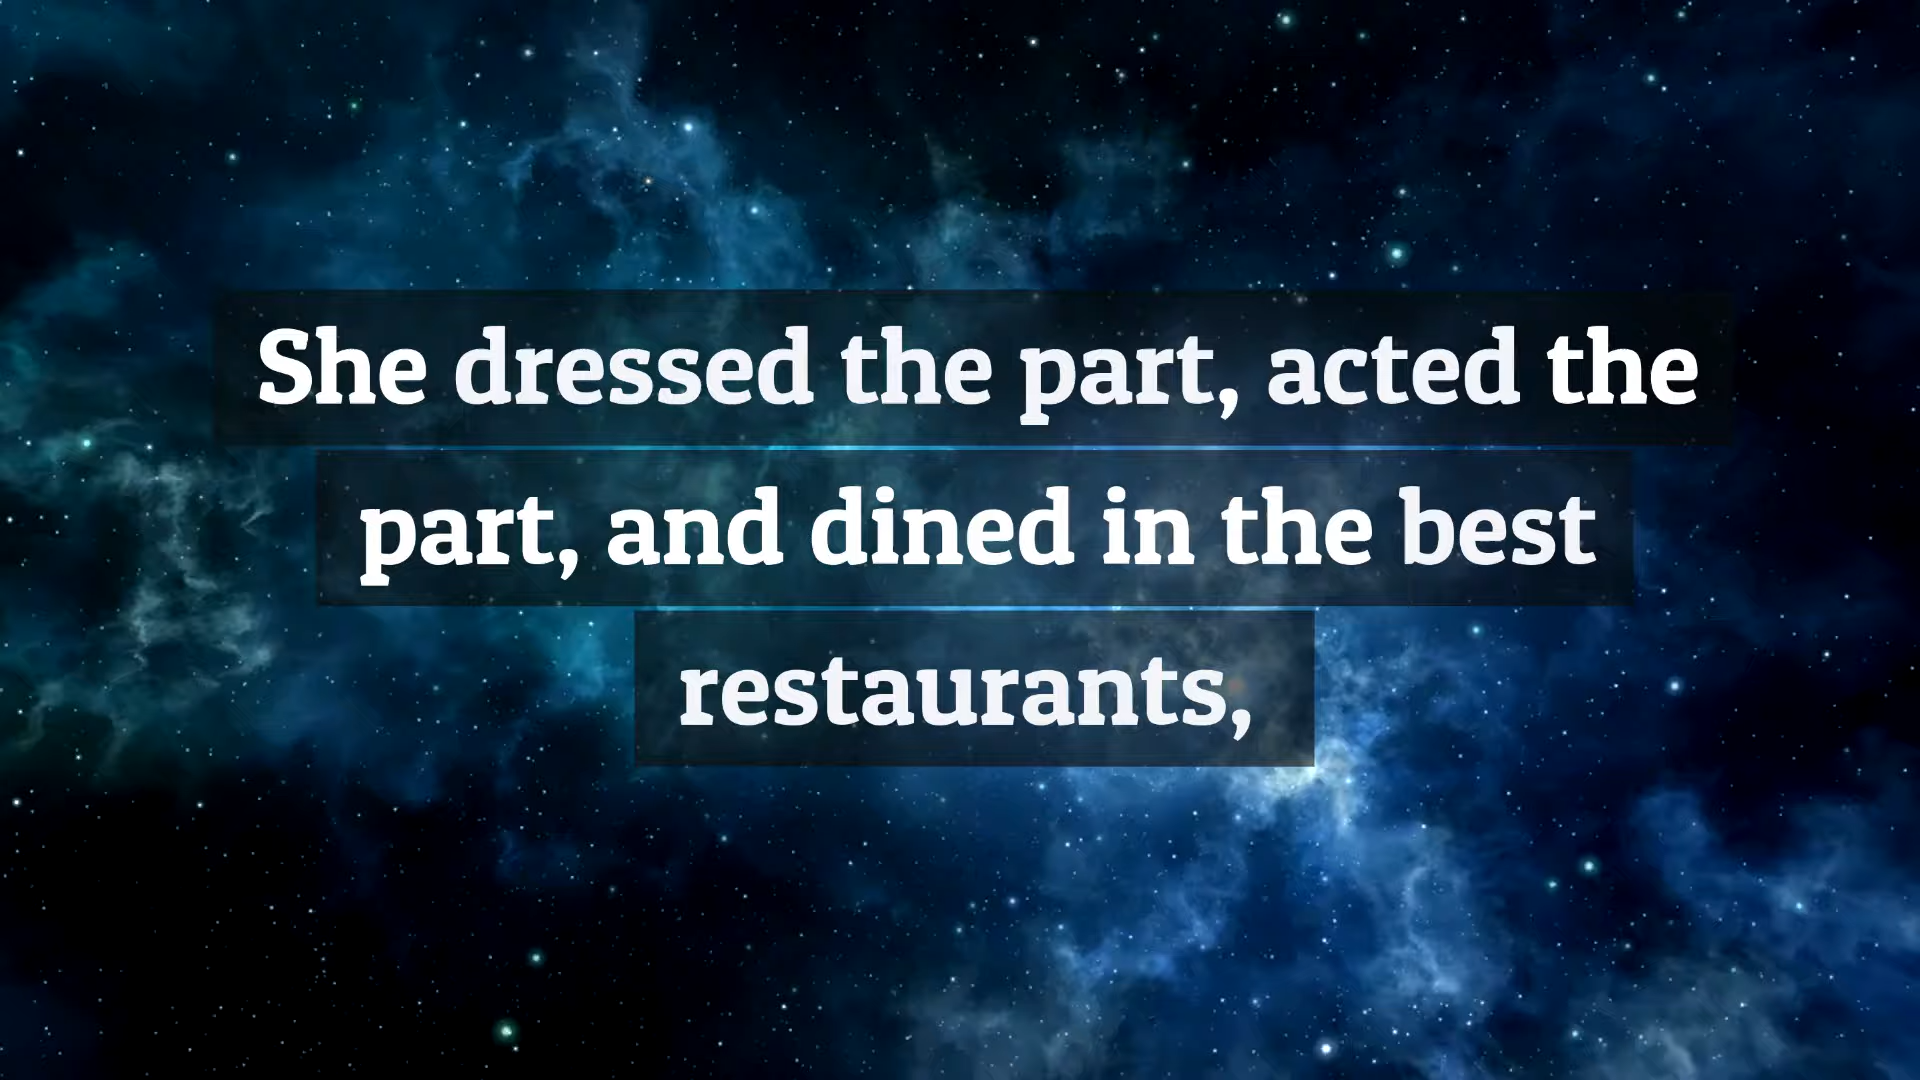 She dressed the part, acted the
part, and dined in the best
restaurants,